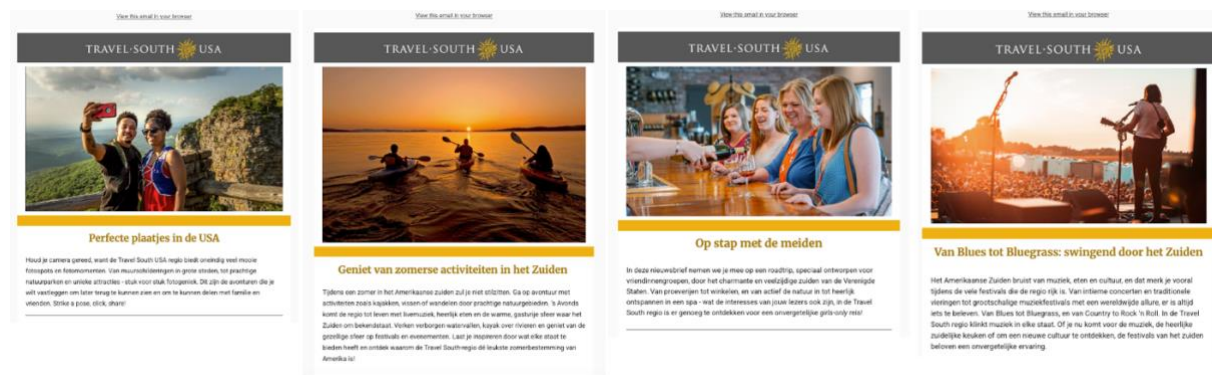 View this email in your browser
TRAVEL·SOUTH USA
Perfecte plaatjes in de USA
Houd je camera gereed, want de Travel South USA regio biedt oneindig veel mooie
fotospots en fotomomenten. Van muurschilderingen in grote steden, tot prachtige
natuurparken en unieke attracties - stuk voor stuk fotogeniek. Dit zijn de avonturen die je
wilt vastleggen om later terug te kunnen zien en om te kunnen delen met familie en
vrienden. Strike a pose, click, share!
View this email in your browser
TRAVEL·SOUTH USA
Geniet van zomerse activiteiten in het Zuiden
Tijdens een zomer in het Amerikaanse zuiden zul je niet stilzitten. Ga op avontuur met
activiteiten zoals kajakken, vissen of wandelen door prachtige natuurgebieden. 's Avonds
komt de regio tot leven met livemuziek, heerlijk eten en de warme, gastvrije sfeer waar het
Zuiden om bekendstaat. Verken verborgen watervallen, kayak over rivieren en geniet van de
gezellige sfeer op festivals en evenementen. Laat je inspireren door wat elke staat te
bieden heeft en ontdek waarom de Travel South-regio dé leukste zomerbestemming van
Amerika is!
View this email in your browser
TRAVEL·SOUTH USA
Op stap met de meiden
In deze nieuwsbrief nemen we je mee op een roadtrip, speciaal ontworpen voor
vriendinnengroepen, door het charmante en veelzijdige zuiden van de Verenigde
Staten. Van proeverijen tot winkelen, en van actief de natuur in tot heerlijk
ontspannen in een spa - wat de interesses van jouw lezers ook zijn, in de Travel
South regio is er genoeg te ontdekken voor een onvergetelijke girls-only reis!
View this email in your browser
TRAVEL·SOUTH USA
Van Blues tot Bluegrass: swingend door het Zuiden
Het Amerikaanse Zuiden bruist van muziek, eten en cultuur, en dat merk je vooral
tijdens de vele festivals die de regio rijk is. Van intieme concerten en traditionele
vieringen tot grootschalige muziekfestivals met een wereldwijde allure, er is altijd
iets te beleven. Van Blues tot Bluegrass, en van Country to Rock 'n Roll. In de Travel
South regio klinkt muziek in elke staat. Of je nu komt voor de muziek, de heerlijke
zuidelijke keuken of om een nieuwe cultuur te ontdekken, de festivals van het zuiden
beloven een onvergetelijke ervaring.